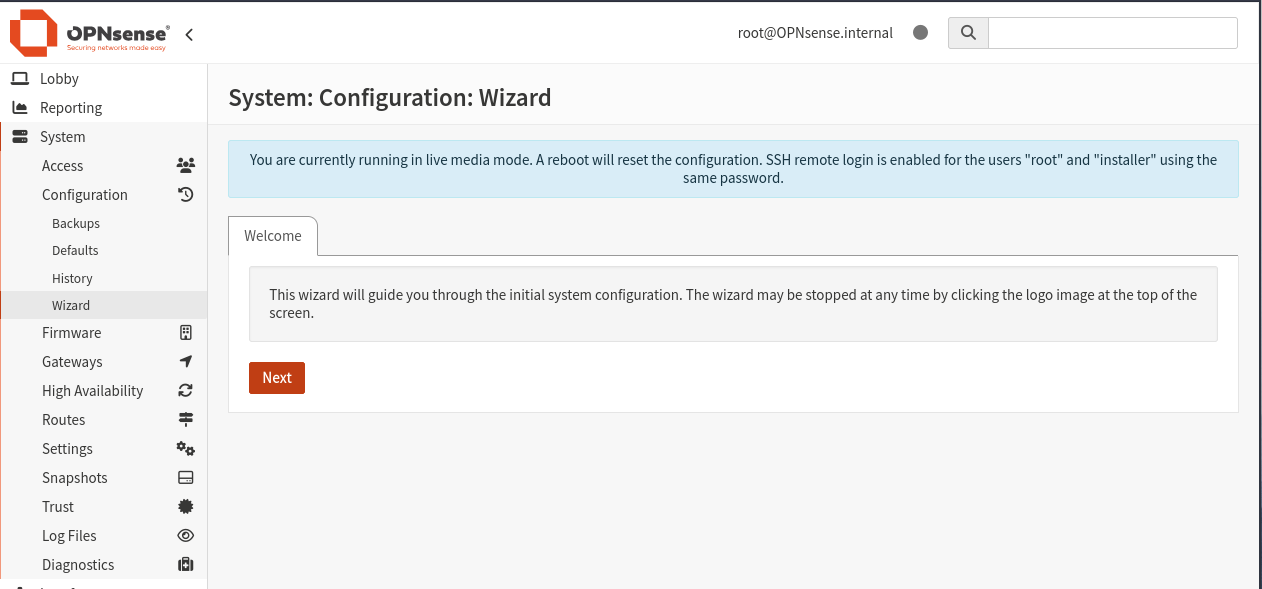 OPNsense®
Securing networks made easy
root@OPNsense.internal
Lobby
Reporting
System
Access
Configuration
Backups
Defaults
History
Wizard
Firmware
Gateways
High Availability
Routes
Settings
Snapshots
Trust
Log Files
Diagnostics
System: Configuration: Wizard
You are currently running in live media mode. A reboot will reset the configuration. SSH remote login is enabled for the users "root" and "installer" using the
same password.
Welcome
This wizard will guide you through the initial system configuration. The wizard may be stopped at any time by clicking the logo image at the top of the
screen.
Next